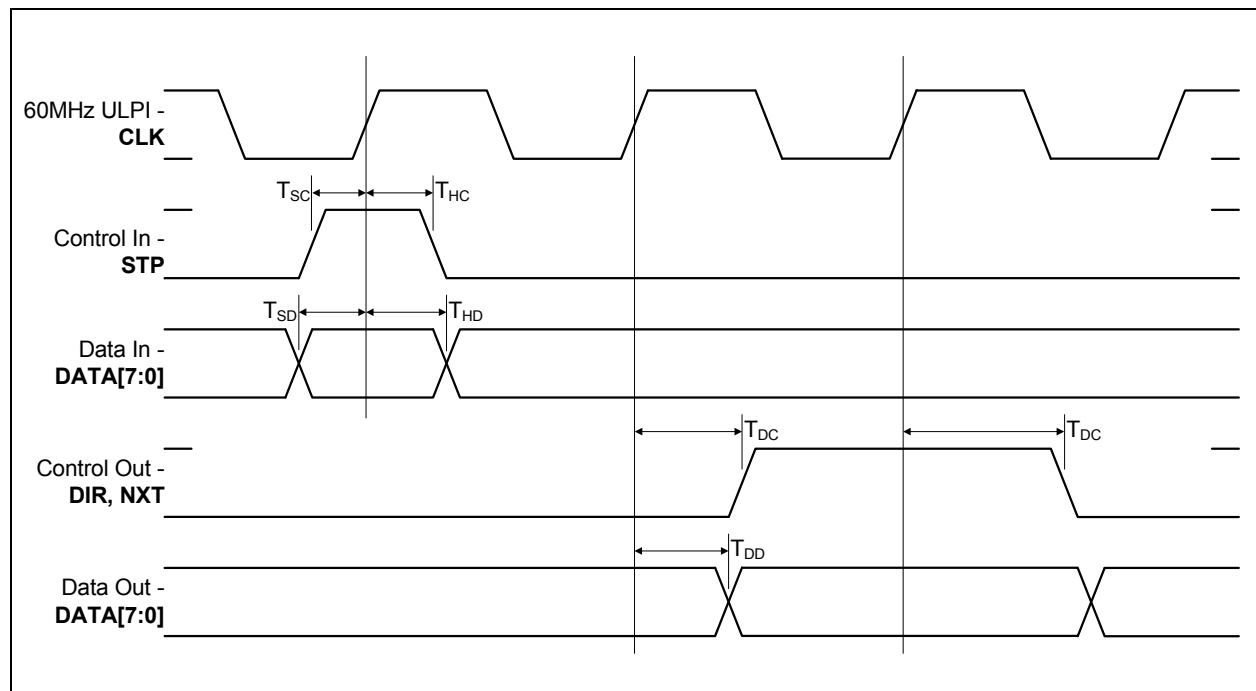 60MHz ULPI -
CLK
TSC
THC
Control In -
STP
TSD
THD
Data In -
DATA[7:0]
TDC
TDC
Control Out -
DIR, NXT
TDD
Data Out -
DATA[7:0]